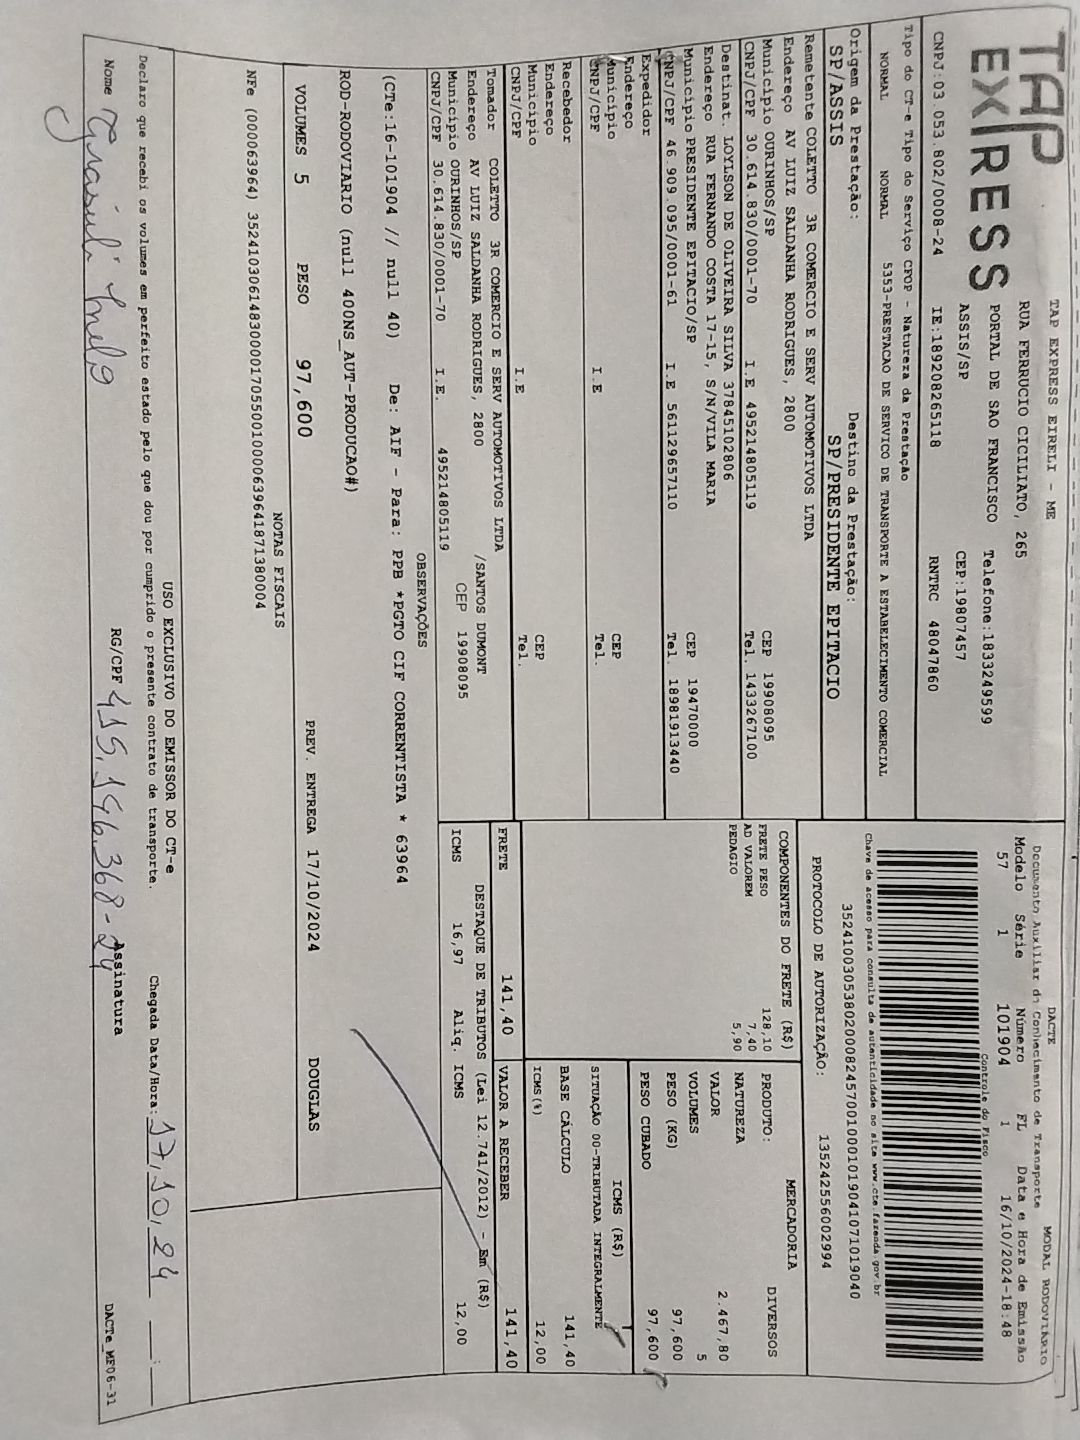 TAP
EXPRESS
TAP EXPRESS EIRELI - ME
RUA FERRUCIO CICILIATO, 265
PORTAL DE SAO FRANCISCO Telefone:1833249599
ASSIS/SP CEP:19807457
CNPJ:03.053.802/0008-24 IE:189208265118 RNTRC 48047860
DACTE MODAL RODOVIÁRIO
Documento Auxiliar do Conhecimento de Transporte
Modelo Série Número FL Data e Hora de Emissão
57 1 101904 1 16/10/2024-18:48
Controle do Fisco
Chave de acesso para consulta de autenticidade no site www.cte.fazenda.gov.br
35241003053802000824570010001019041071019040
PROTOCOLO DE AUTORIZAÇÃO: 135242556002994
Tipo do CT-e Tipo do Serviço CFOP - Natureza da Prestação
NORMAL NORMAL 5353-PRESTACAO DE SERVICO DE TRANSPORTE A ESTABELECIMENTO COMERCIAL
Origem da Prestação: Destino da Prestação:
SP/ASSIS SP/PRESIDENTE EPITACIO
Remetente COLETTO 3R COMERCIO E SERV AUTOMOTIVOS LTDA
Endereço AV LUIZ SALDANHA RODRIGUES, 2800
Município OURINHOS/SP CEP 19908095
CNPJ/CPF 30.614.830/0001-70 I.E 495214805119 Tel. 1433267100
Destinat. LOYLSON DE OLIVEIRA SILVA 37845102806
Endereço RUA FERNANDO COSTA 17-15, S/N/VILA MARIA
Município PRESIDENTE EPITACIO/SP CEP 19470000
CNPJ/CPF 46.909.095/0001-61 I.E 561129657110 Tel. 18981913440
Expedidor
Endereço
Município CEP
CNPJ/CPF I.E Tel.
Recebedor
Endereço
Município CEP
CNPJ/CPF I.E Tel.
Tomador COLETTO 3R COMERCIO E SERV AUTOMOTIVOS LTDA
Endereço AV LUIZ SALDANHA RODRIGUES, 2800 /SANTOS DUMONT
Município OURINHOS/SP CEP 19908095
CNPJ/CPF 30.614.830/0001-70 I.E. 495214805119
COMPONENTES DO FRETE (R$)
FRETE PESO 128,10
AD VALOREM 7,40
PEDAGIO 5,90
MERCADORIA
PRODUTO: DIVERSOS
NATUREZA
VALOR 2.467,80
VOLUMES 5
PESO (KG) 97,600
PESO CUBADO 97,600
ICMS (R$)
SITUAÇÃO 00-TRIBUTADA INTEGRALMENTE
BASE CÁLCULO 141,40
ICMS(%) 12,00
FRETE 141,40 VALOR A RECEBER 141,40
DESTAQUE DE TRIBUTOS (Lei 12.741/2012) - Em (R$)
ICMS 16,97 Aliq. ICMS 12,00
OBSERVAÇÕES
(CTe:16-101904 // null 40) De: AIF - Para: PPB *PGTO CIF CORRENTISTA * 63964
ROD-RODOVIARIO (null 400NS_AUT-PRODUCAO#)
VOLUMES 5 PESO 97,600 PREV. ENTREGA 17/10/2024 DOUGLAS
NOTAS FISCAIS
NFe (000063964) 35241030614830000170550010000639641871380004
USO EXCLUSIVO DO EMISSOR DO CT-e
Declaro que recebi os volumes em perfeito estado pelo que dou por cumprido o presente contrato de transporte. Chegada Data/Hora: 17/10/24 __:__
Nome RG/CPF 415.196.368-24 Assinatura DACTe_MF06-31